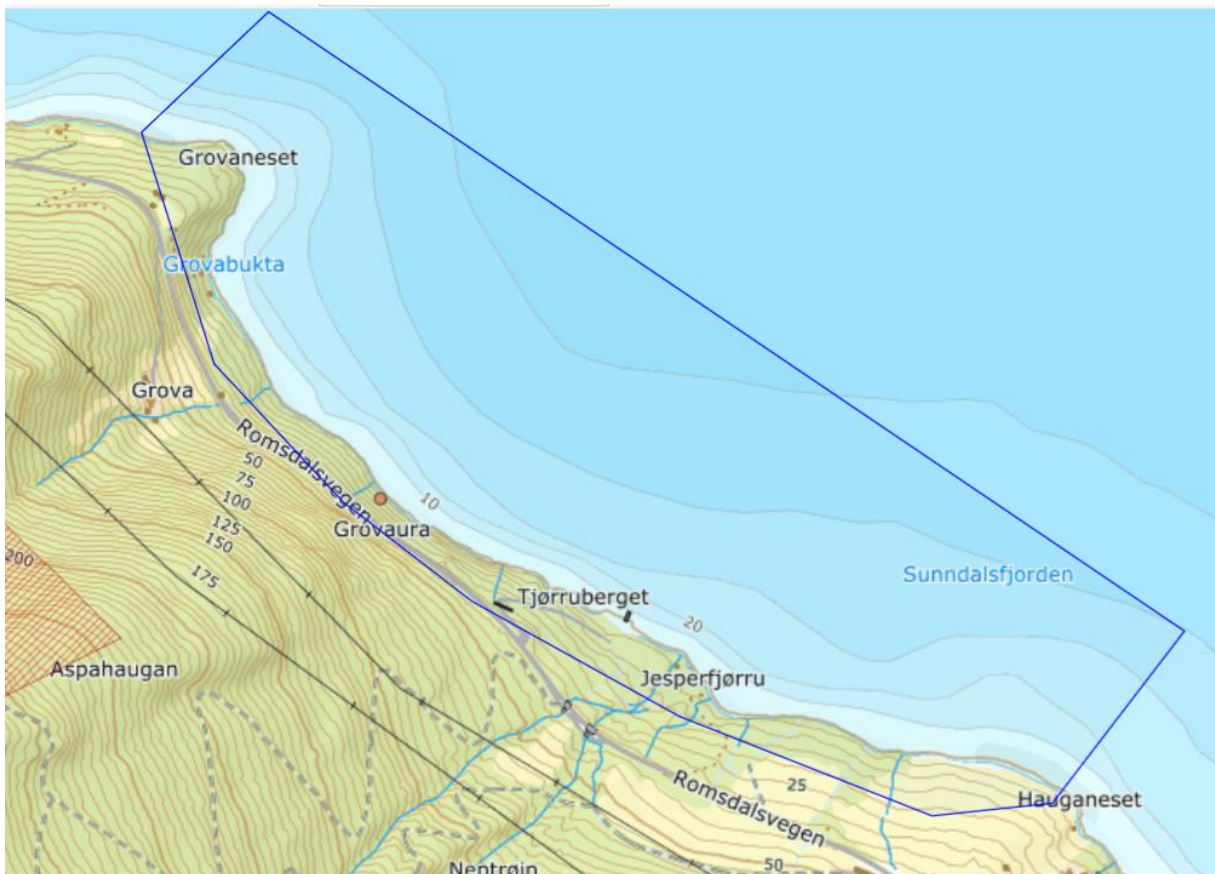 Grovaneset
Grovabukta
Grova
Romsdalsvegen
50
75
100
125
150
175
200
10
Grovaura
Tjørruberget
20
Sunndalsfjorden
Aspahaugan
Jesperfjørru
Romsdalsvegen
25
Hauganeset
50
Neptrøin